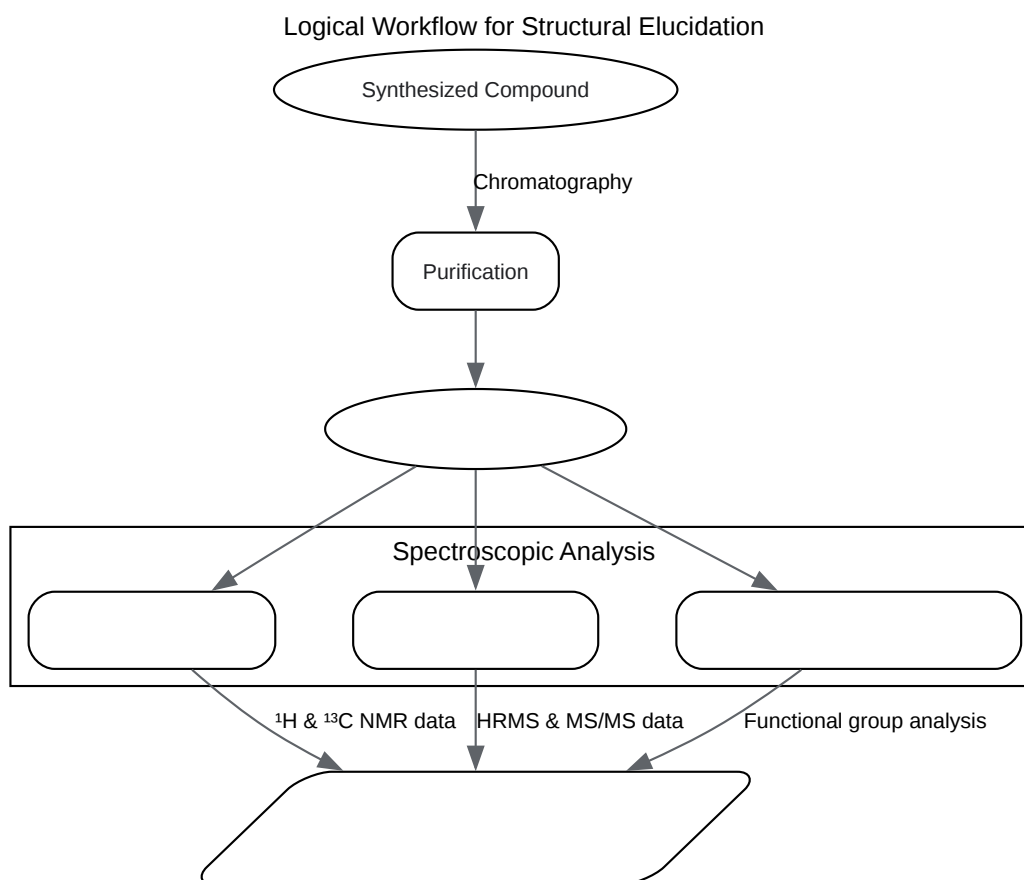 Logical Workflow for Structural Elucidation
Synthesized Compound
Chromatography
Purification
Spectroscopic Analysis
¹H & ¹³C NMR data
HRMS & MS/MS data
Functional group analysis